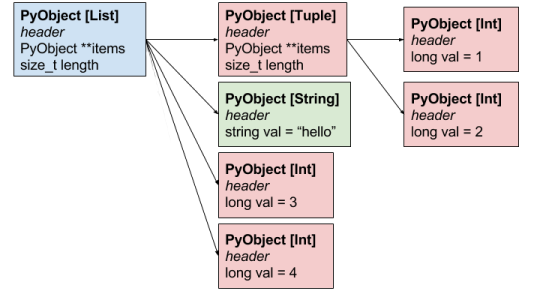 PyObject [List]
header
PyObject **items
size_t length
PyObject [Tuple]
header
PyObject **items
size_t length
PyObject [Int]
header
long val = 1
PyObject [Int]
header
long val = 2
PyObject [String]
header
string val = “hello”
PyObject [Int]
header
long val = 3
PyObject [Int]
header
long val = 4